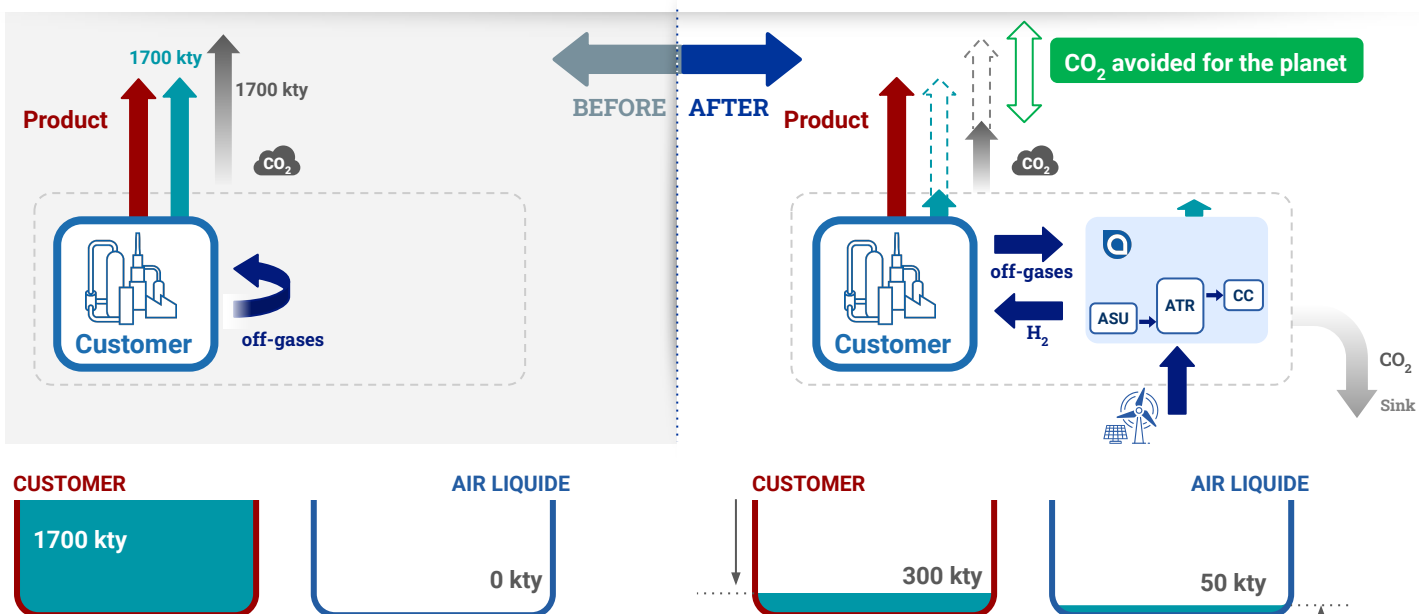 1700 kty
1700 kty
Product
CO2
Customer
off-gases
BEFORE
AFTER
CO2 avoided for the planet
Product
CO2
Customer
off-gases
H2
ASU
ATR
CC
CO2
Sink
CUSTOMER
1700 kty
AIR LIQUIDE
0 kty
CUSTOMER
300 kty
AIR LIQUIDE
50 kty